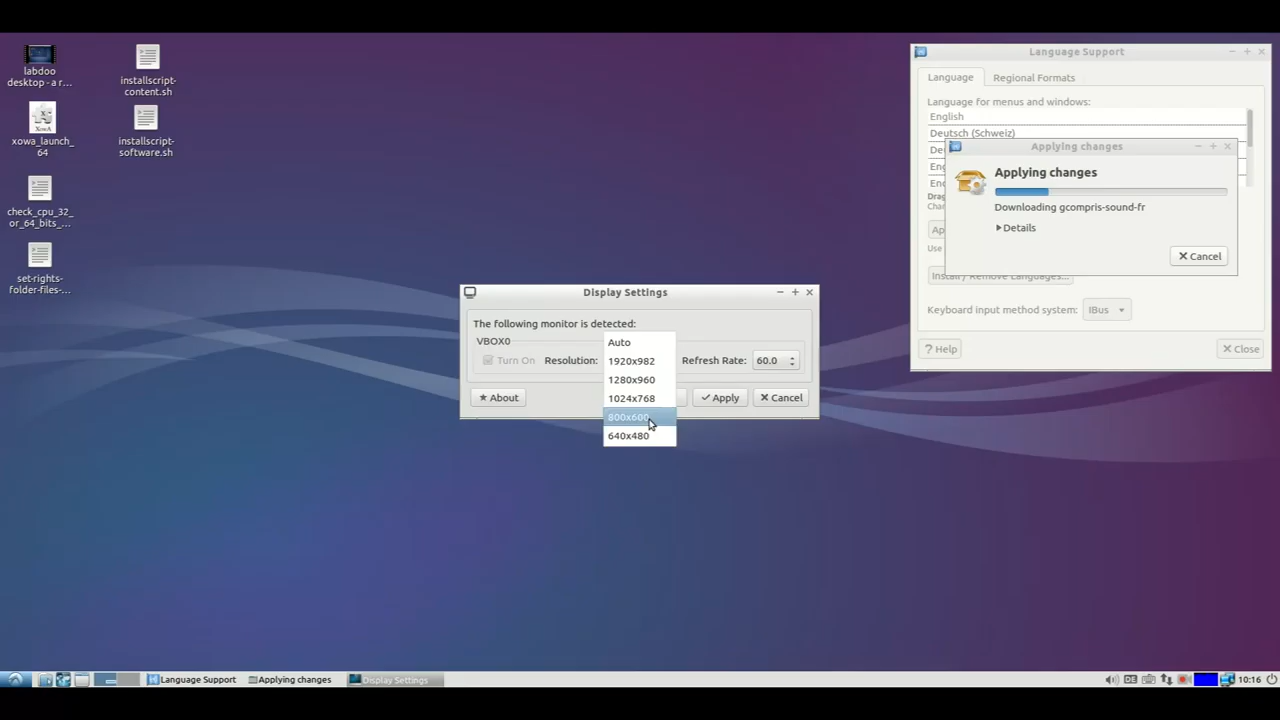 labdoo
desktop - a r...
installscript-
content.sh
xowa_launch_
64
installscript-
software.sh
check_cpu_32_
or_64_bits_...
set-rights-
folder-files-...
Language Support
Language
Regional Formats
Language for menus and windows:
English
Deutsch (Schweiz)
Applying changes
Applying changes
Downloading gcompris-sound-fr
Details
Cancel
Install / Remove Languages...
Keyboard input method system:
IBus
Help
Close
Display Settings
The following monitor is detected:
VBOX0
Turn On
Resolution:
Auto
1920x982
1280x960
1024x768
800x600
640x480
Refresh Rate:
60.0
About
Apply
Cancel
Language Support
Applying changes
Display Settings
DE
10:16